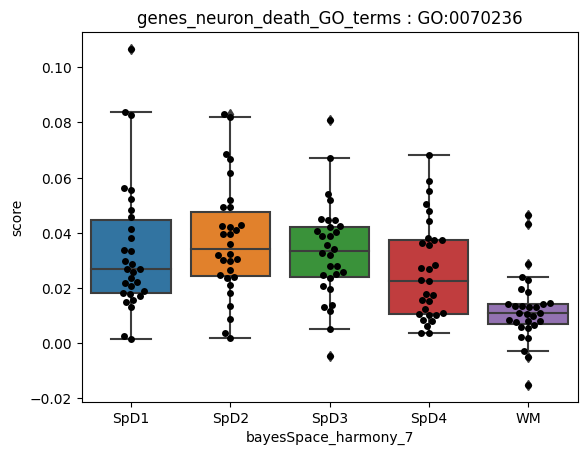 genes_neuron_death_GO_terms : GO:0070236
0.10
0.08
0.06
0.04
0.02
0.00
−0.02
score
SpD1 SpD2 SpD3 SpD4 WM
bayesSpace_harmony_7